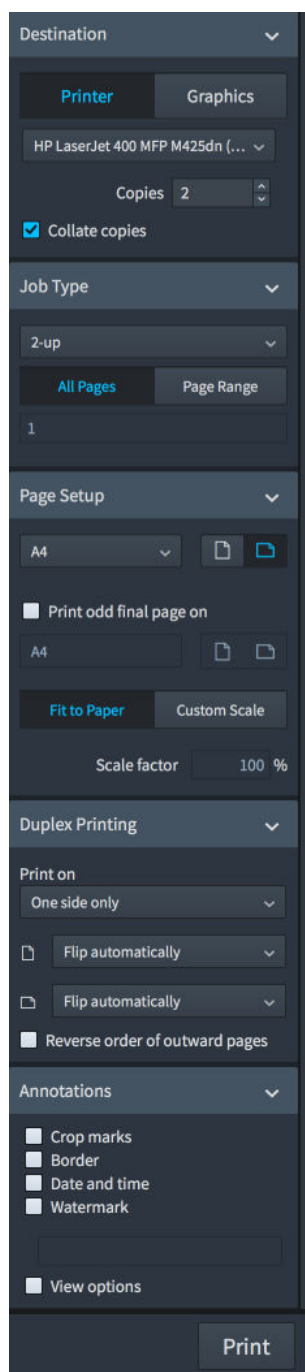 Destination
Printer Graphics
HP LaserJet 400 MFP M425dn (...
Copies 2
Collate copies
Job Type
2-up
All Pages Page Range
1
Page Setup
A4
Print odd final page on
A4
Fit to Paper Custom Scale
Scale factor 100 %
Duplex Printing
Print on
One side only
Flip automatically
Flip automatically
Reverse order of outward pages
Annotations
Crop marks
Border
Date and time
Watermark
View options
Print